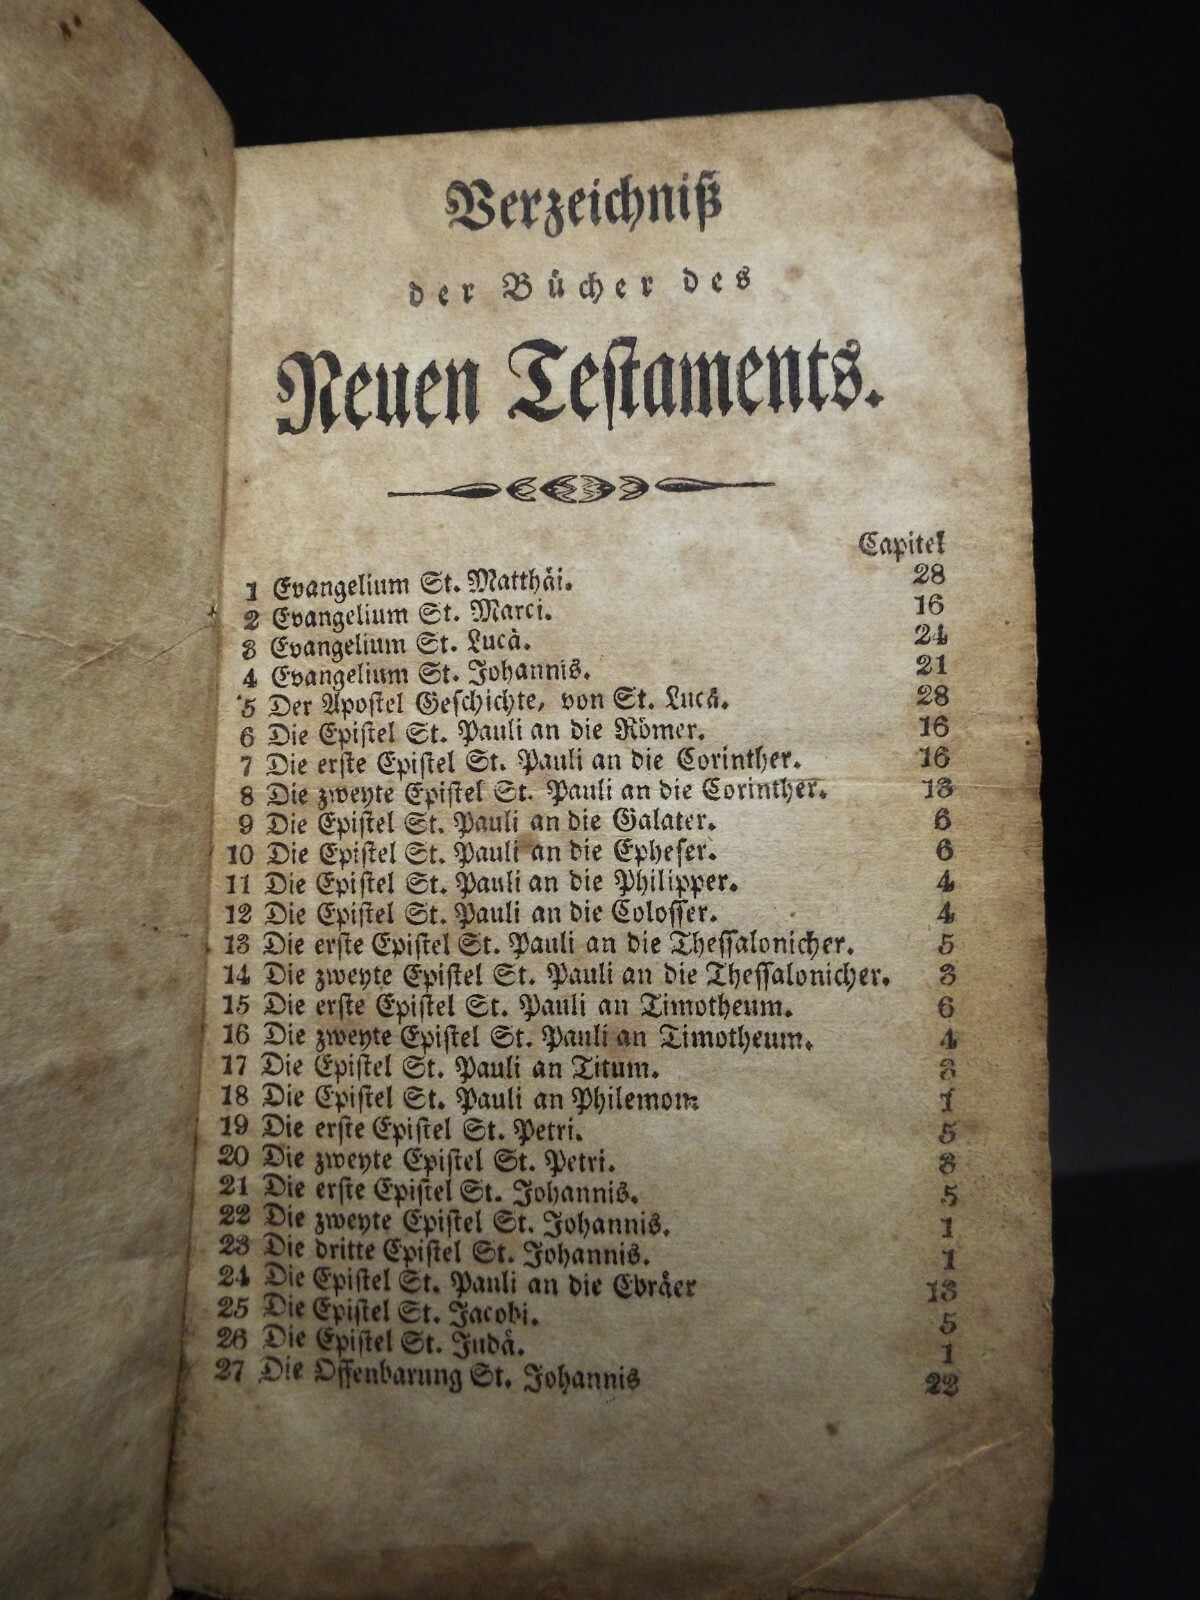 Verzeichniß
der Bücher des
Neuen Testaments.
Capitel
1 Evangelium St. Matthäi. 28
2 Evangelium St. Marci. 16
3 Evangelium St. Lucä. 24
4 Evangelium St. Johannis. 21
5 Der Apostel Geschichte, von St. Lucä. 28
6 Die Epistel St. Pauli an die Römer. 16
7 Die erste Epistel St. Pauli an die Corinther. 16
8 Die zweyte Epistel St. Pauli an die Corinther. 13
9 Die Epistel St. Pauli an die Galater. 6
10 Die Epistel St. Pauli an die Epheser. 6
11 Die Epistel St. Pauli an die Philipper. 4
12 Die Epistel St. Pauli an die Colosser. 4
13 Die erste Epistel St. Pauli an die Thessalonicher. 5
14 Die zweyte Epistel St. Pauli an die Thessalonicher. 3
15 Die erste Epistel St. Pauli an Timotheum. 6
16 Die zweyte Epistel St. Pauli an Timotheum. 4
17 Die Epistel St. Pauli an Titum. 3
18 Die Epistel St. Pauli an Philemom 1
19 Die erste Epistel St. Petri. 5
20 Die zweyte Epistel St. Petri. 3
21 Die erste Epistel St. Johannis. 5
22 Die zweyte Epistel St. Johannis. 1
23 Die dritte Epistel St. Johannis. 1
24 Die Epistel St. Pauli an die Ebräer 13
25 Die Epistel St. Jacobi. 5
26 Die Epistel St. Judä. 1
27 Die Offenbarung St. Johannis 22